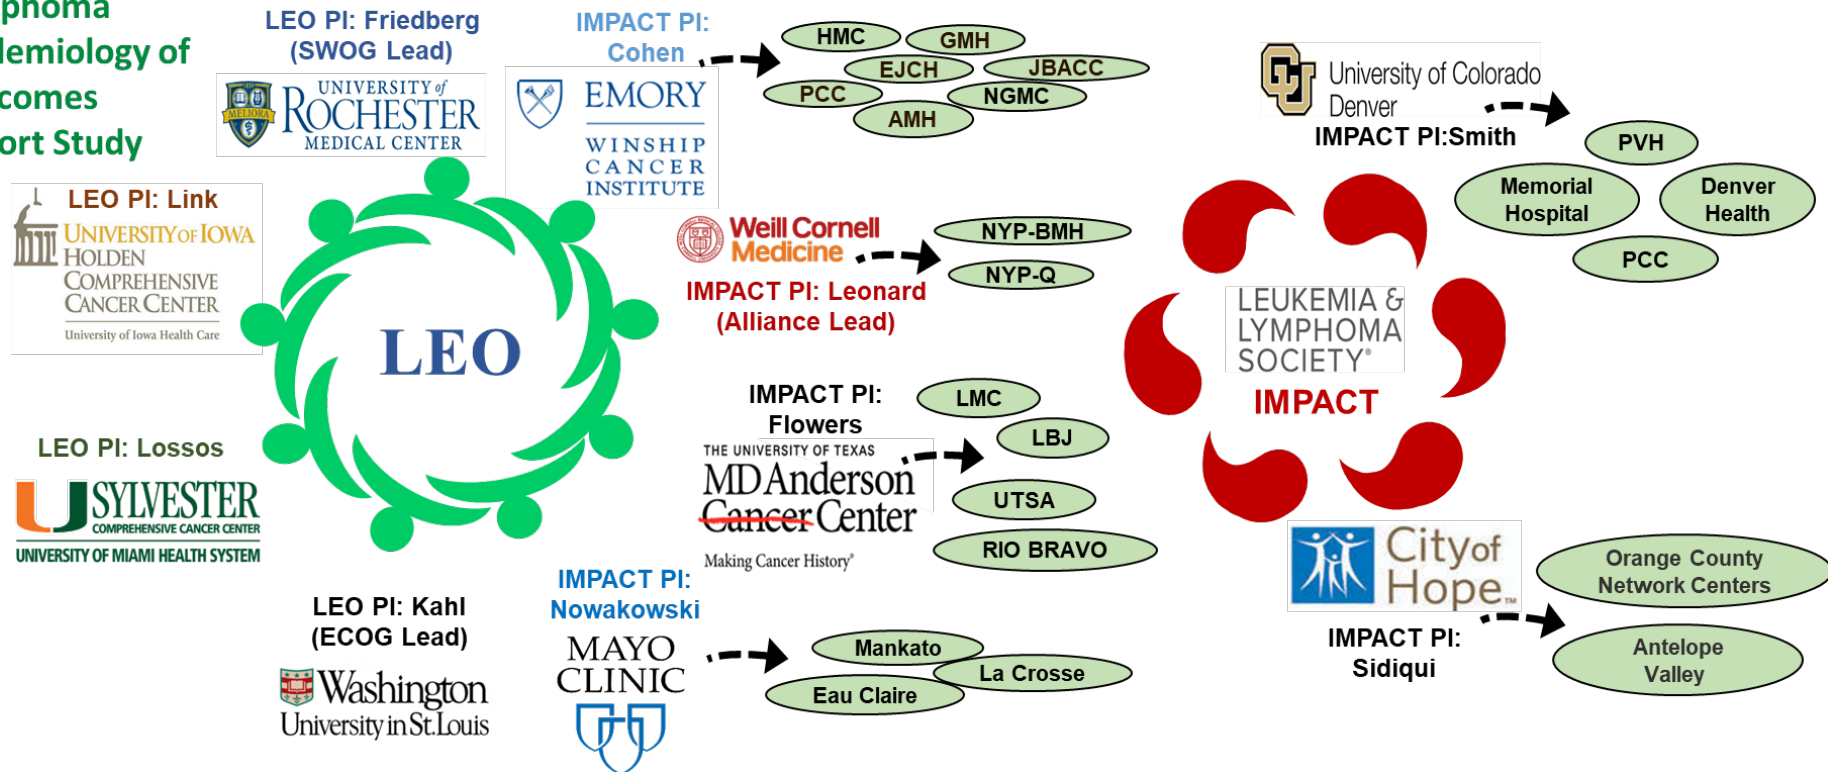 phoma
lemiology of
comes
ort Study
LEO PI: Friedberg
(SWOG Lead)
UNIVERSITY of
ROCHESTER
MEDICAL CENTER
MELIORA
IMPACT PI:
Cohen
EMORY
WINSHIP
CANCER
INSTITUTE
HMC
GMH
EJCH
JBACC
PCC
NGMC
AMH
University of Colorado
Denver
IMPACT PI:Smith
PVH
Memorial
Hospital
Denver
Health
PCC
LEO PI: Link
UNIVERSITY OF IOWA
HOLDEN
COMPREHENSIVE
CANCER CENTER
University of Iowa Health Care
LEO
Weill Cornell
Medicine
IMPACT PI: Leonard
(Alliance Lead)
NYP-BMH
NYP-Q
LEUKEMIA &
LYMPHOMA
SOCIETY®
IMPACT
IMPACT PI:
Flowers
THE UNIVERSITY OF TEXAS
MD Anderson
Cancer Center
Making Cancer History®
LMC
LBJ
UTSA
RIO BRAVO
LEO PI: Lossos
SYLVESTER
COMPREHENSIVE CANCER CENTER
UNIVERSITY OF MIAMI HEALTH SYSTEM
LEO PI: Kahl
(ECOG Lead)
Washington
University in St. Louis
IMPACT PI:
Nowakowski
MAYO
CLINIC
Mankato
La Crosse
Eau Claire
City of
Hope™
IMPACT PI:
Sidiqui
Orange County
Network Centers
Antelope
Valley